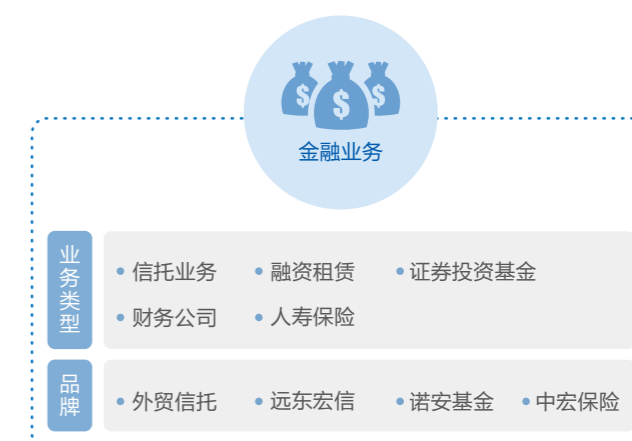 $ $ $
金融业务
业务类型
• 信托业务 • 融资租赁 • 证券投资基金
• 财务公司 • 人寿保险
品牌
• 外贸信托 • 远东宏信 • 诺安基金 • 中宏保险